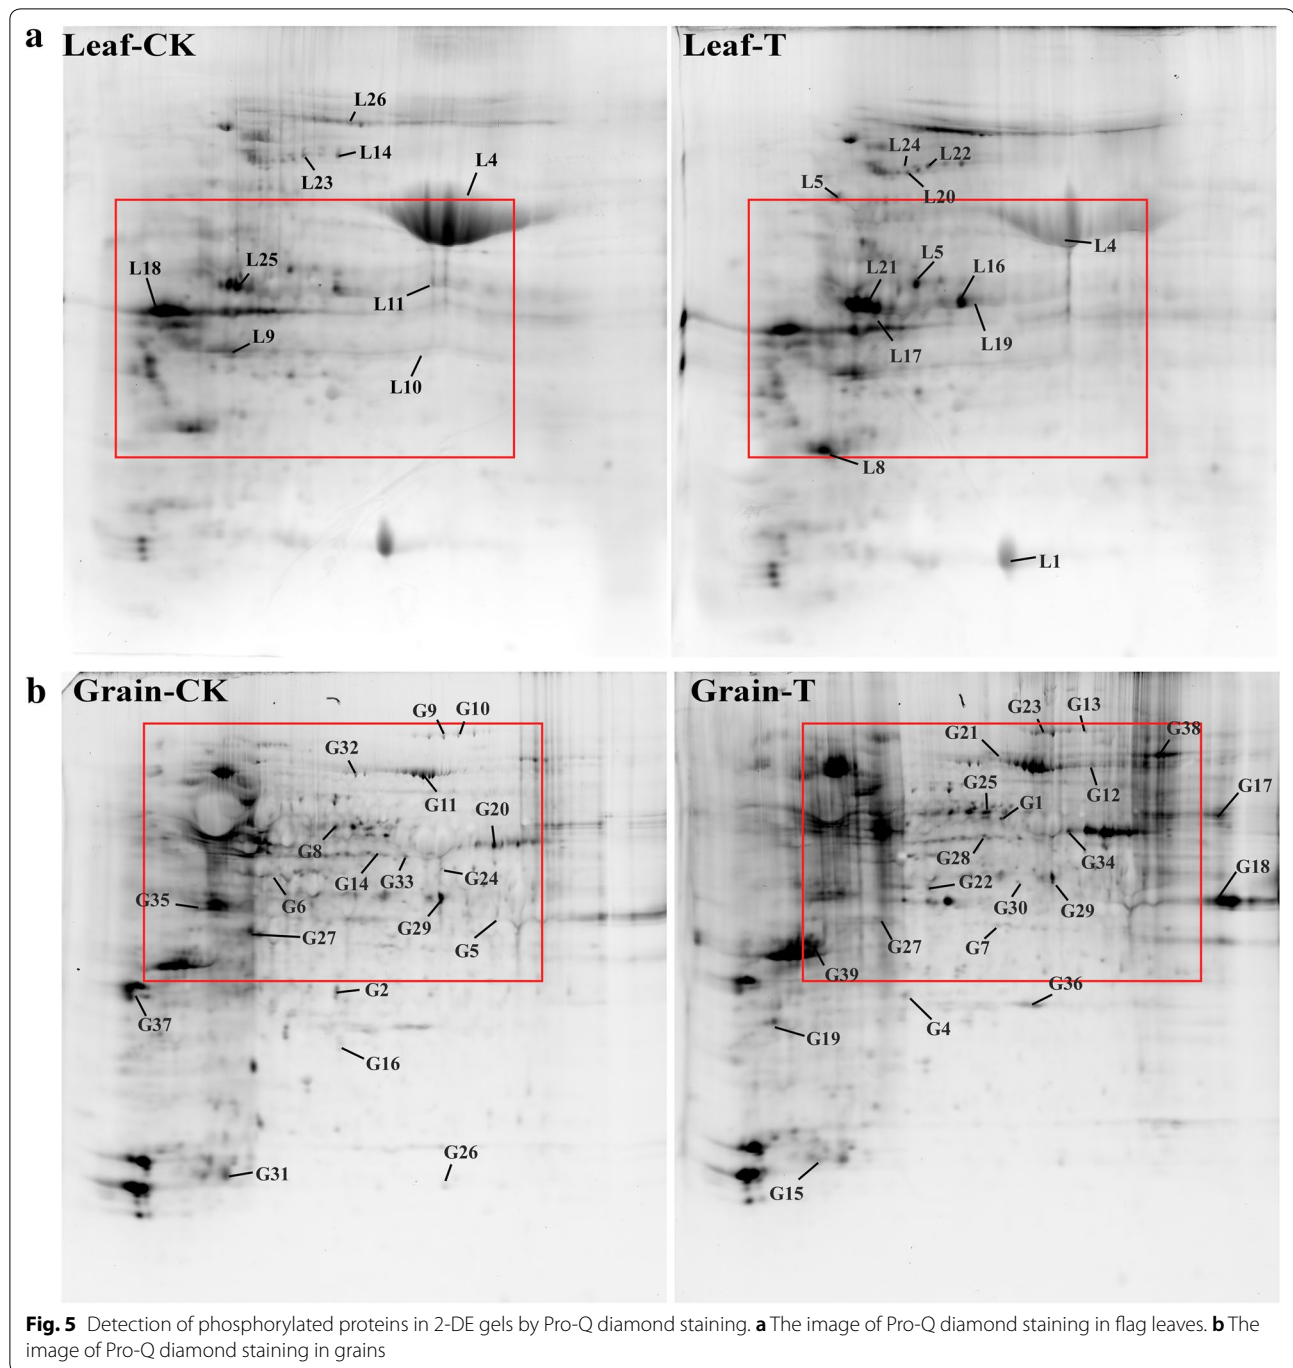 a
Leaf-CK
L26
L14
L23
L4
L25
L18
L11
L9
L10
Leaf-T
L24
L22
L5
L20
L4
L21
L5
L16
L17
L19
L8
L1
b
Grain-CK
G9
G10
G32
G11
G20
G8
G14
G33
G24
G6
G35
G29
G27
G5
G2
G37
G16
G26
G31
Grain-T
G23
G13
G21
G38
G25
G1
G12
G17
G28
G34
G22
G18
G30
G29
G27
G7
G39
G36
G4
G19
G15
Fig. 5 Detection of phosphorylated proteins in 2-DE gels by Pro-Q diamond staining. a The image of Pro-Q diamond staining in flag leaves. b The
image of Pro-Q diamond staining in grains